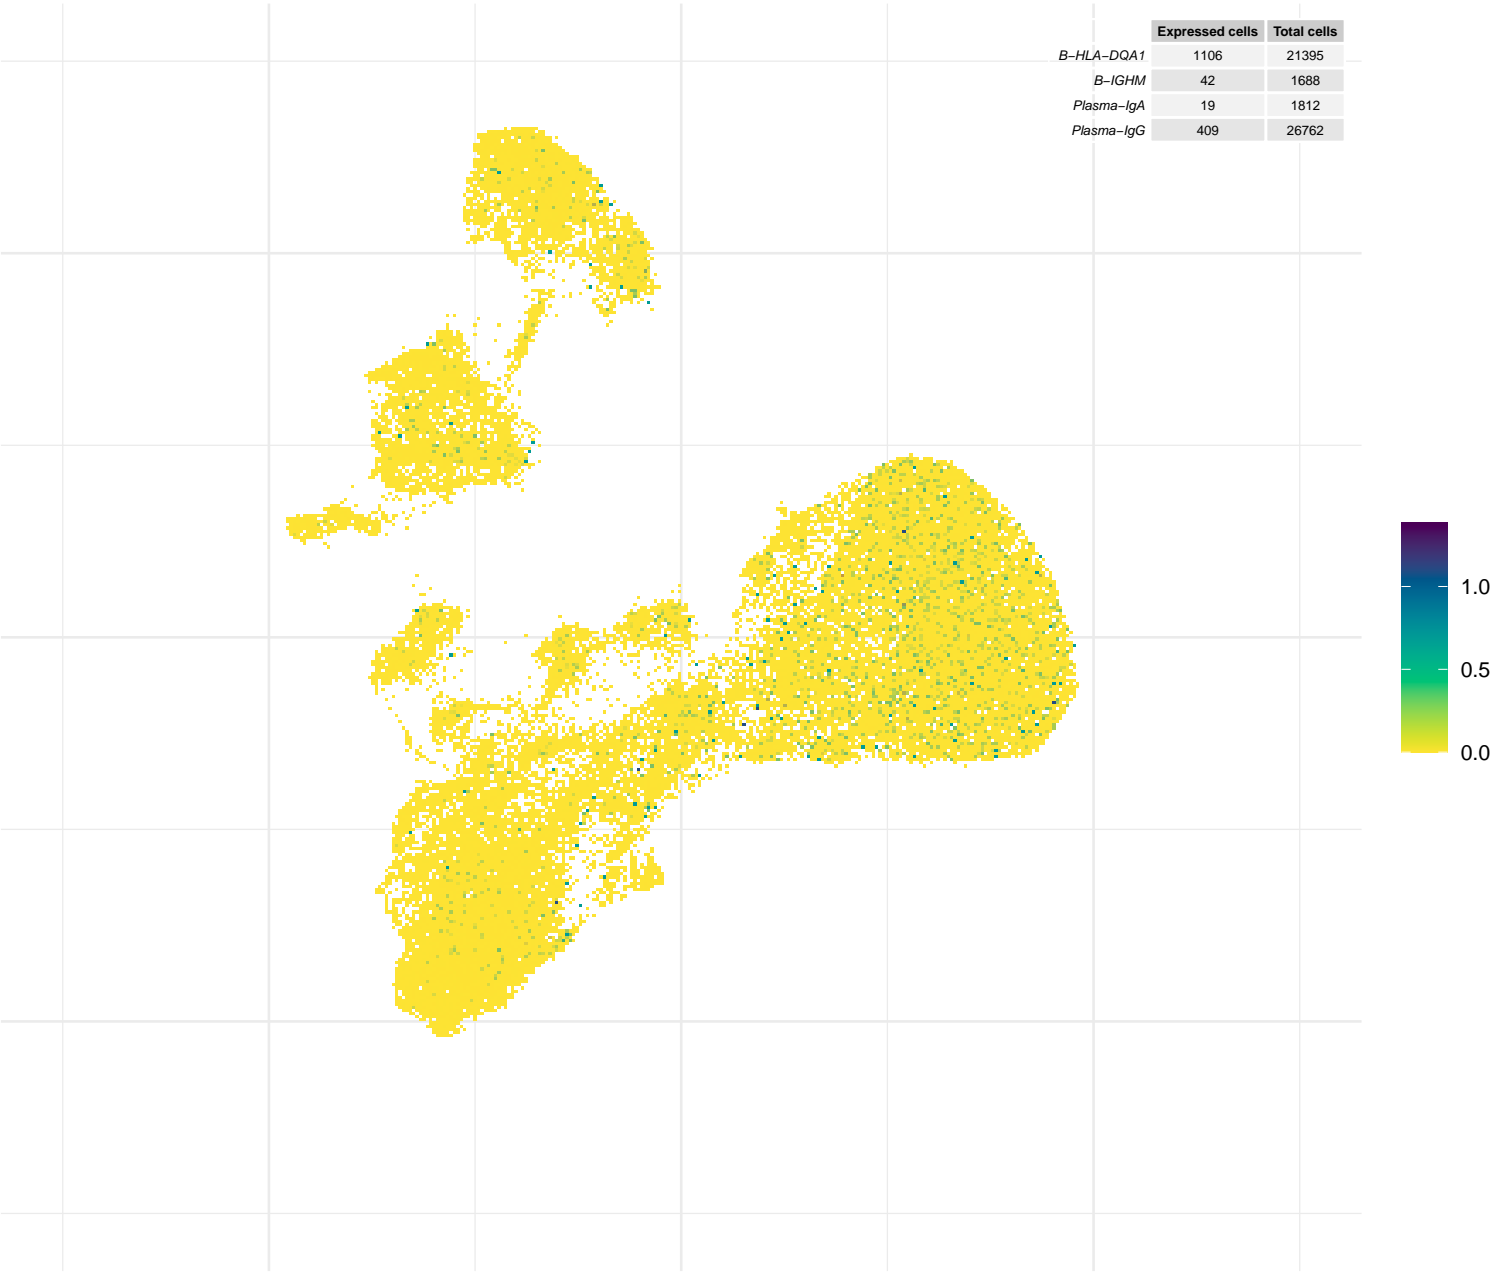 Expressed cells Total cells
B−HLA−DQA1 1106 21395
B−IGHM 42 1688
Plasma−IgA 19 1812
Plasma−IgG 409 26762
1.0
0.5
0.0